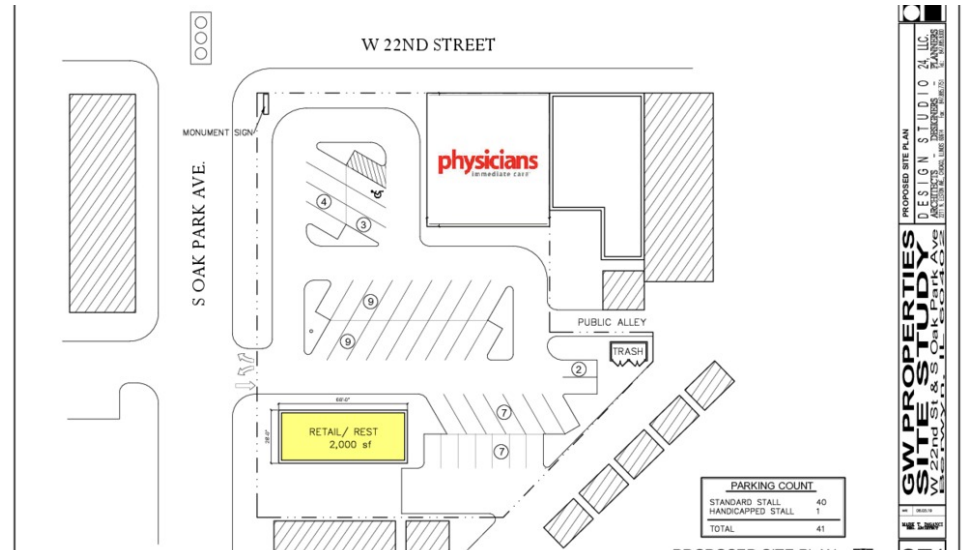 W 22ND STREET
MONUMENT SIGN
S OAK PARK AVE.
physicians
immediate care
4
3
9
9
PUBLIC ALLEY
TRASH
2
7
7
RETAIL/ REST
2,000 sf
PARKING COUNT
STANDARD STALL 40
HANDICAPPED STALL 1
TOTAL 41
PROPOSED SITE PLAN
PROPOSED SITE PLAN
DESIGN STUDIO 24, LLC.
ARCHITECTS - DESIGNERS - PLANNERS
GW PROPERTIES
SITE STUDY
W 22nd St & S Oak Park Ave
Berwyn, IL 60402